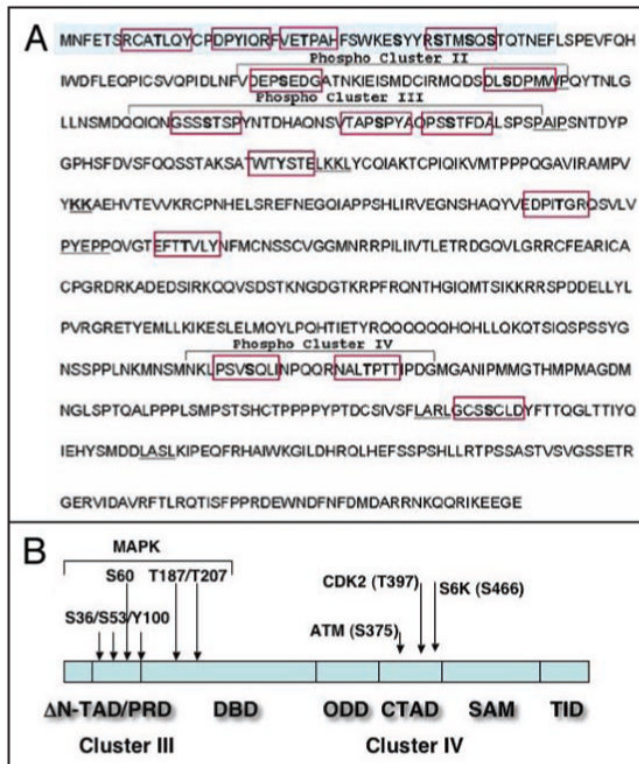 A
MNFETSRCATLQYCPDPYIQRFVETPAHFSWKESYYRSTMSQSTQTNEFLSPEVFQH
Phospho Cluster II
IWDFLEQPICSVQPIDLNFVDEPSEDGATNKIEISMDCIRMQDSDLSDPMWPQYTNLG
Phospho Cluster III
LLNSMDQQIQNGSSSTSPYNTDHAQNSVTAPSPYAQPSSTFDALSPSPAIPSNTDYP
GPHSFDVSFQQSSTAKSATWTYSTELKKLYCQIAKTCPIQIKVMTPPPQGAVIRAMPV
YKKAEHVTEVVKRCPNHELSREFNEGQIAPPSHLIRVEGNSHAQYVEDPITGRQSVLV
PYEPPQVGTEFTTVLYNFMCNSSCVGGMNRRPILIIVTLETRDGQVLGRRCFEARICA
CPGRDRKADEDSIRKQQVSDSTKNGDGTKRPFRQNTHGIQMTSIKKRRSPDDELLYL
PVRGRETYEMLLKIKESLELMQYLPQHTIETYRQQQQQQHQHLLQKQTSIQSPSSYG
Phospho Cluster IV
NSSPPLNKMNSMNKLPSVSQLINPQQRNALTPTTIPDGMGANIPMMGTHMPMAGDM
NGLSPTQALPPPLSMPSTSHCTPPPPYPTDCSIVSFLARLGCSSCLDYFTTQGLTTIYQ
IEHYSMDDLASLKIPEQFRHAIWKGILDHRQLHEFSSPSHLLRTPSSASTVSVGSSETR
GERVIDAVRFTLRQTISFPPRDEWNDFNFDMDARRNKQQRIKEEGE
B
MAPK
S60 T187/T207
CDK2 (T397) S6K (S466)
S36/S53/Y100
ATM (S375)
ΔN-TAD/PRD DBD ODD CTAD SAM TID
Cluster III Cluster IV